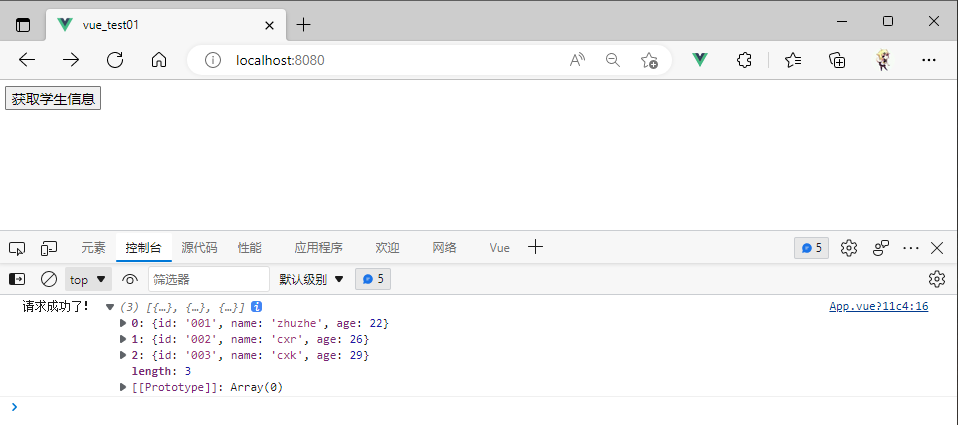 vue_test01
localhost:8080
获取学生信息
元素 控制台 源代码 性能 应用程序 欢迎 网络 Vue 5
top 筛选器 默认级别 5
请求成功了! (3) [{…}, {…}, {…}] App.vue?11c4:16
0: {id: '001', name: 'zhuzhe', age: 22}
1: {id: '002', name: 'cxr', age: 26}
2: {id: '003', name: 'cxk', age: 29}
length: 3
[[Prototype]]: Array(0)